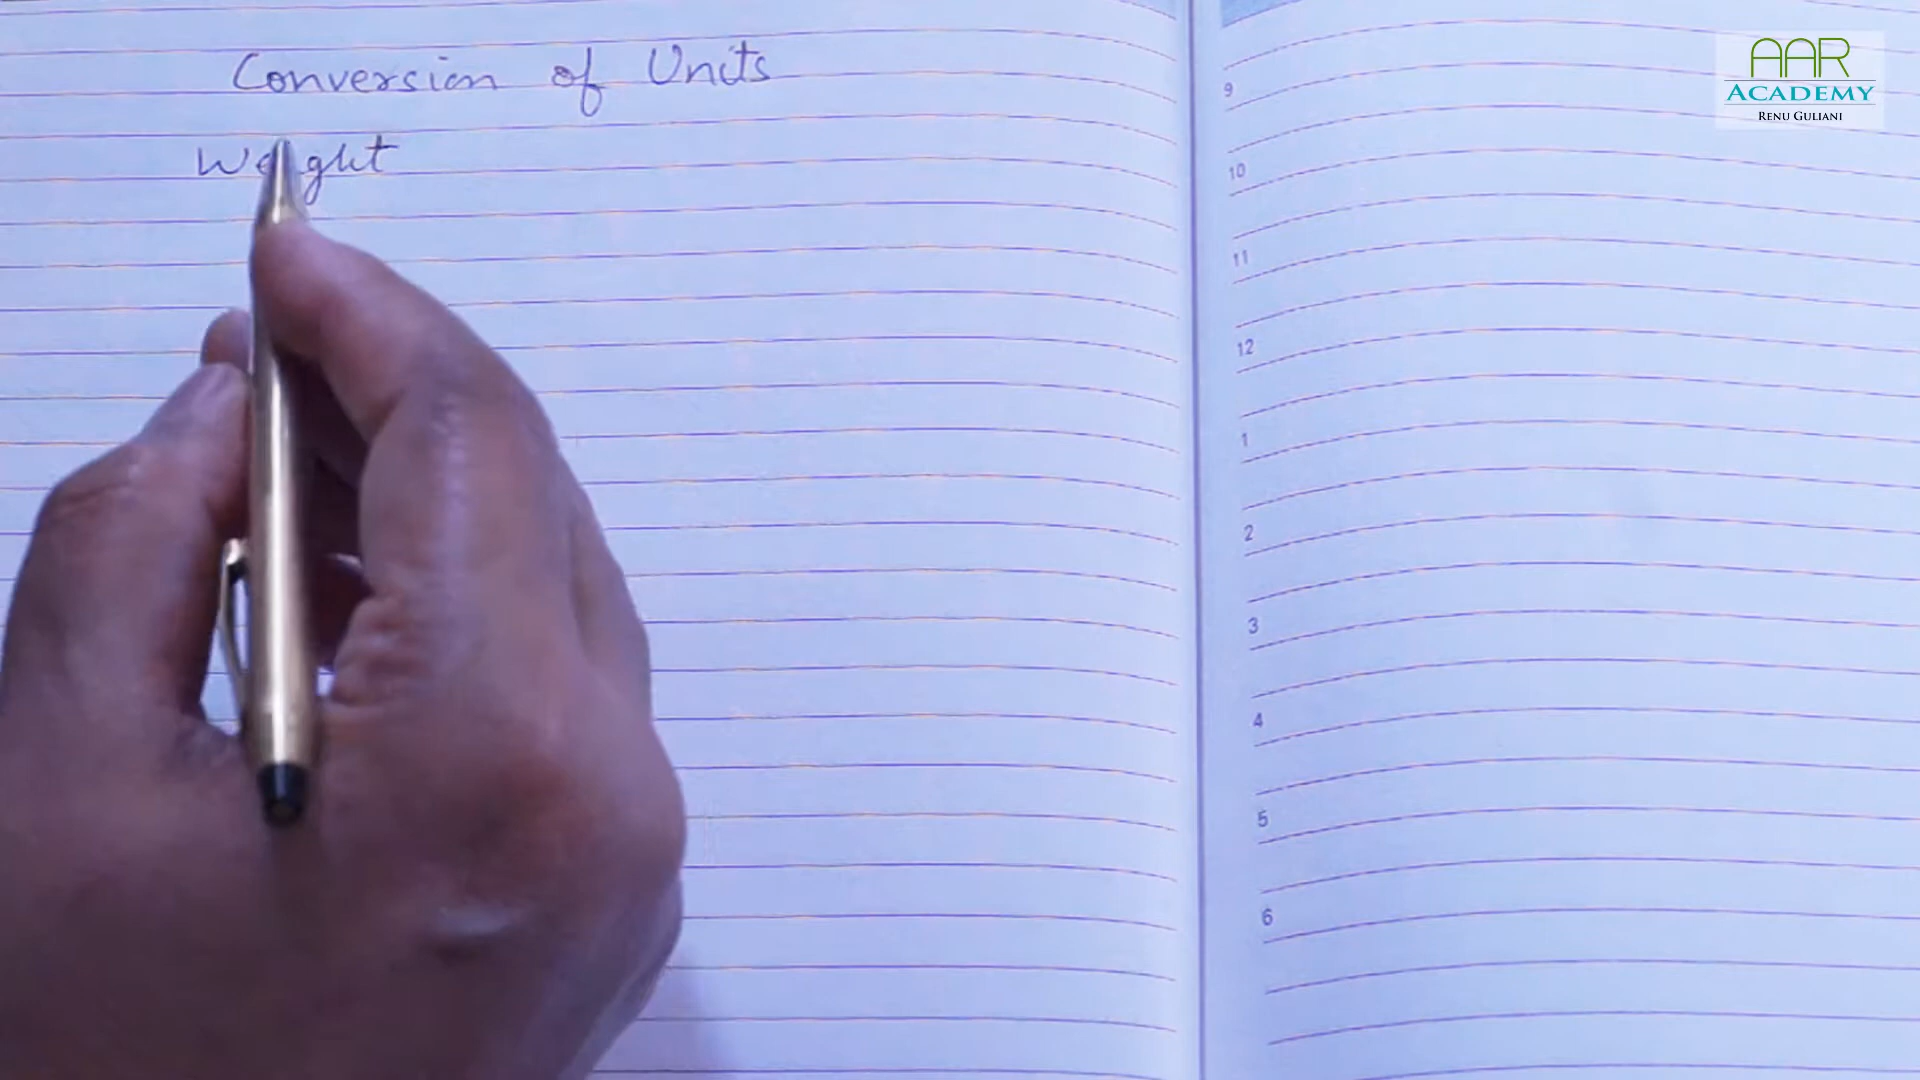 Conversion of Units
Weight
AAR
ACADEMY
RENU GULIANI
9
10
11
12
1
2
3
4
5
6